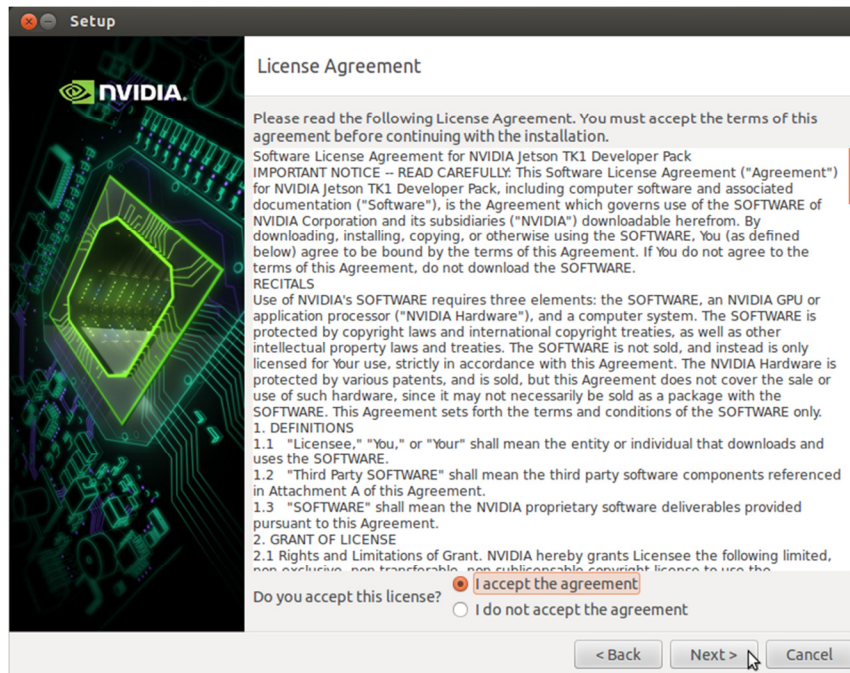 Setup
NVIDIA.
License Agreement
Please read the following License Agreement. You must accept the terms of this
agreement before continuing with the installation.
Software License Agreement for NVIDIA Jetson TK1 Developer Pack
IMPORTANT NOTICE -- READ CAREFULLY: This Software License Agreement ("Agreement")
for NVIDIA Jetson TK1 Developer Pack, including computer software and associated
documentation ("Software"), is the Agreement which governs use of the SOFTWARE of
NVIDIA Corporation and its subsidiaries ("NVIDIA") downloadable herefrom. By
downloading, installing, copying, or otherwise using the SOFTWARE, You (as defined
below) agree to be bound by the terms of this Agreement. If You do not agree to the
terms of this Agreement, do not download the SOFTWARE.
RECITALS
Use of NVIDIA's SOFTWARE requires three elements: the SOFTWARE, an NVIDIA GPU or
application processor ("NVIDIA Hardware"), and a computer system. The SOFTWARE is
protected by copyright laws and international copyright treaties, as well as other
intellectual property laws and treaties. The SOFTWARE is not sold, and instead is only
licensed for Your use, strictly in accordance with this Agreement. The NVIDIA Hardware is
protected by various patents, and is sold, but this Agreement does not cover the sale or
use of such hardware, since it may not necessarily be sold as a package with the
SOFTWARE. This Agreement sets forth the terms and conditions of the SOFTWARE only.
1. DEFINITIONS
1.1 "Licensee," "You," or "Your" shall mean the entity or individual that downloads and
uses the SOFTWARE.
1.2 "Third Party SOFTWARE" shall mean the third party software components referenced
in Attachment A of this Agreement.
1.3 "SOFTWARE" shall mean the NVIDIA proprietary software deliverables provided
pursuant to this Agreement.
2. GRANT OF LICENSE
2.1 Rights and Limitations of Grant. NVIDIA hereby grants Licensee the following limited,
non-exclusive, non-transferable, non-sublicensable copyright license to use the
Do you accept this license?
I accept the agreement
I do not accept the agreement
< Back
Next >
Cancel